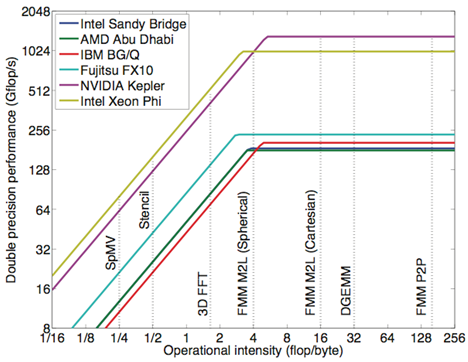 2048
1024
512
256
128
64
32
16
8
Double precision performance (Gflop/s)
Intel Sandy Bridge
AMD Abu Dhabi
IBM BG/Q
Fujitsu FX10
NVIDIA Kepler
Intel Xeon Phi
SpMV
Stencil
3D FFT
FMM M2L (Spherical)
FMM M2L (Cartesian)
DGEMM
FMM P2P
1/16 1/8 1/4 1/2 1 2 4 8 16 32 64 128 256
Operational intensity (flop/byte)